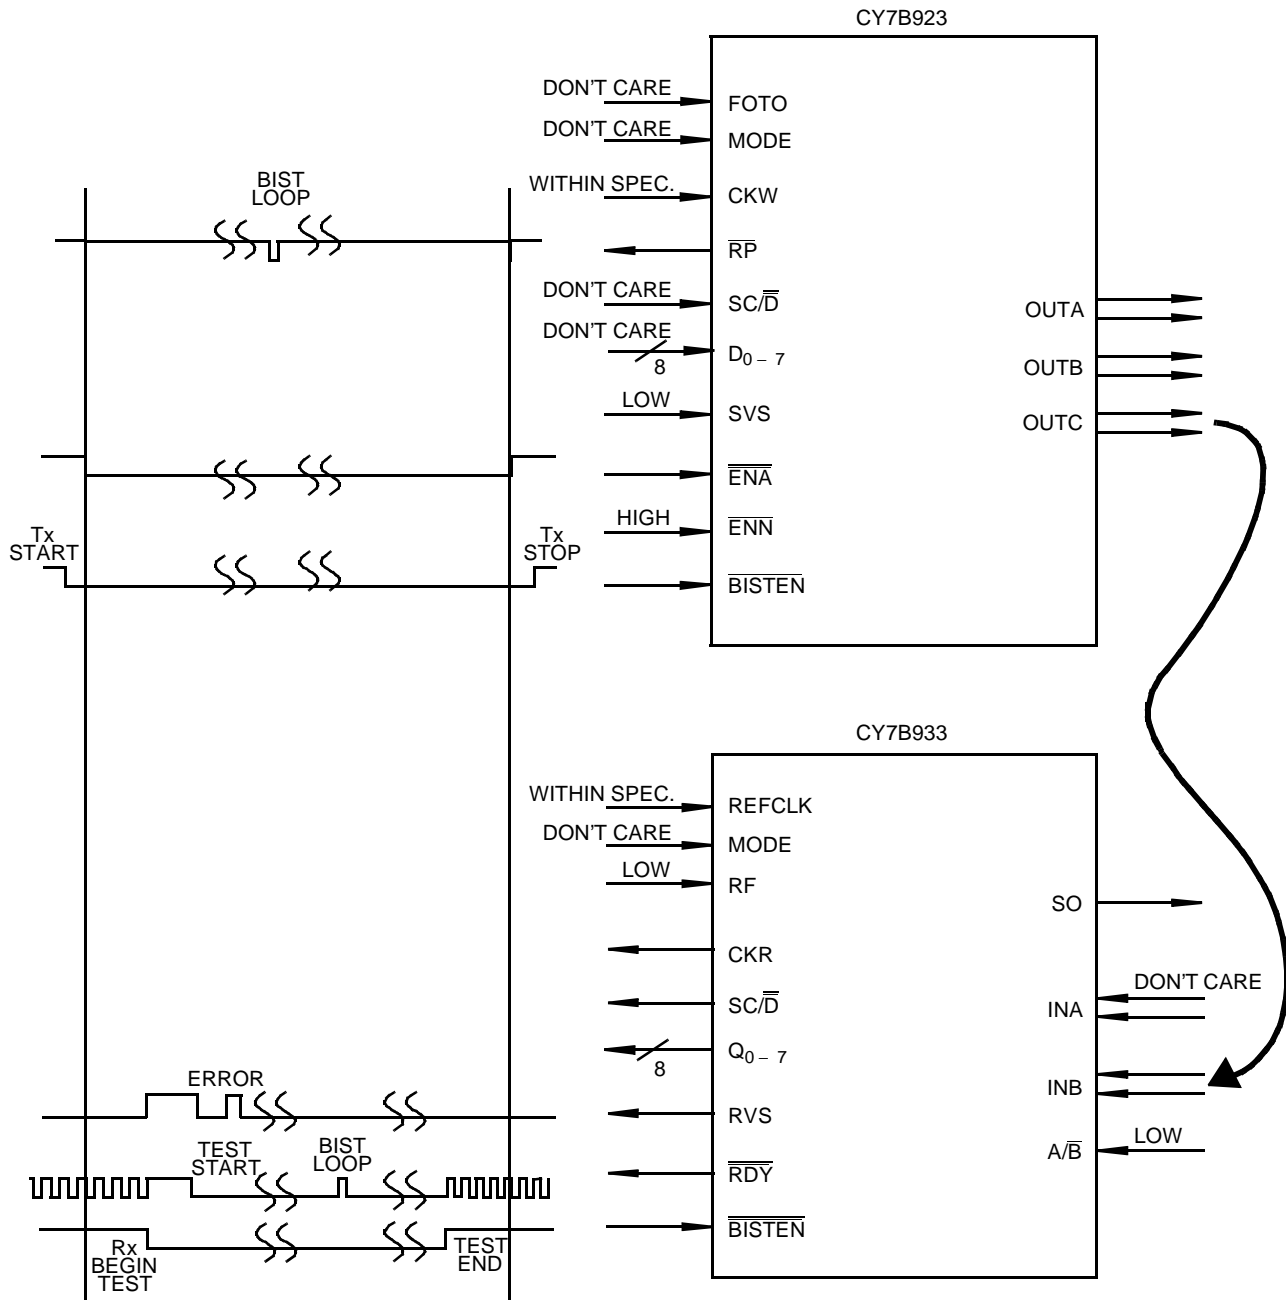 CY7B923
DON'T CARE
FOTO
DON'T CARE
MODE
BIST
LOOP
WITHIN SPEC.
CKW
RP
DON'T CARE
SC/D
DON'T CARE
8
D0 – 7
LOW
SVS
ENA
HIGH
ENN
BISTEN
OUTA
OUTB
OUTC
Tx
START
Tx
STOP
CY7B933
WITHIN SPEC.
REFCLK
DON'T CARE
MODE
LOW
RF
CKR
SC/D
8
Q0 – 7
RVS
RDY
BISTEN
SO
DON'T CARE
INA
INB
LOW
A/B
ERROR
TEST
START
BIST
LOOP
Rx
BEGIN
TEST
TEST
END